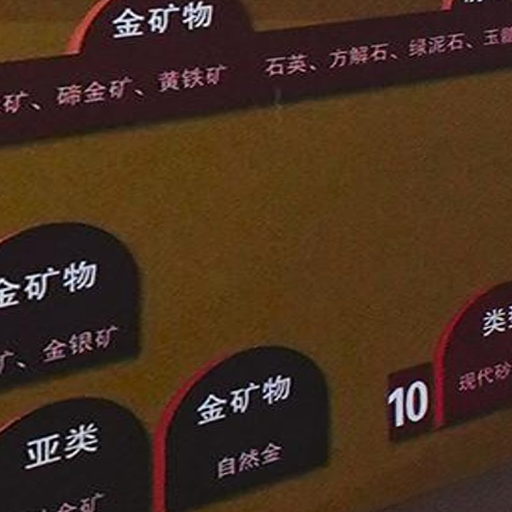 金矿物
矿、碲金矿、黄铁矿
石英、方解石、绿泥石、玉髓
金矿物
、金银矿
金矿物
自然金
亚类
金矿
10
类
现代砂